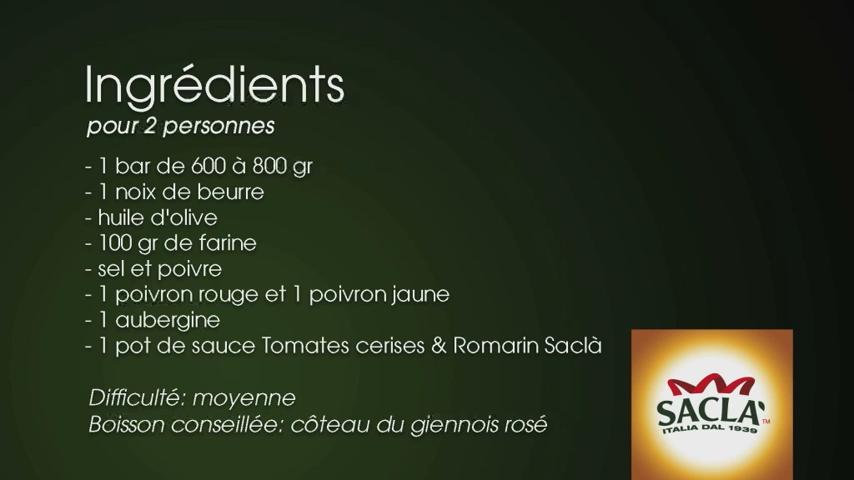 Ingrédients
pour 2 personnes
- 1 bar de 600 à 800 gr
- 1 noix de beurre
- huile d'olive
- 100 gr de farine
- sel et poivre
- 1 poivron rouge et 1 poivron jaune
- 1 aubergine
- 1 pot de sauce Tomates cerises & Romarin Saclà
Difficulté: moyenne
Boisson conseillée: côteau du giennois rosé
SACLA'™
ITALIA DAL 1939